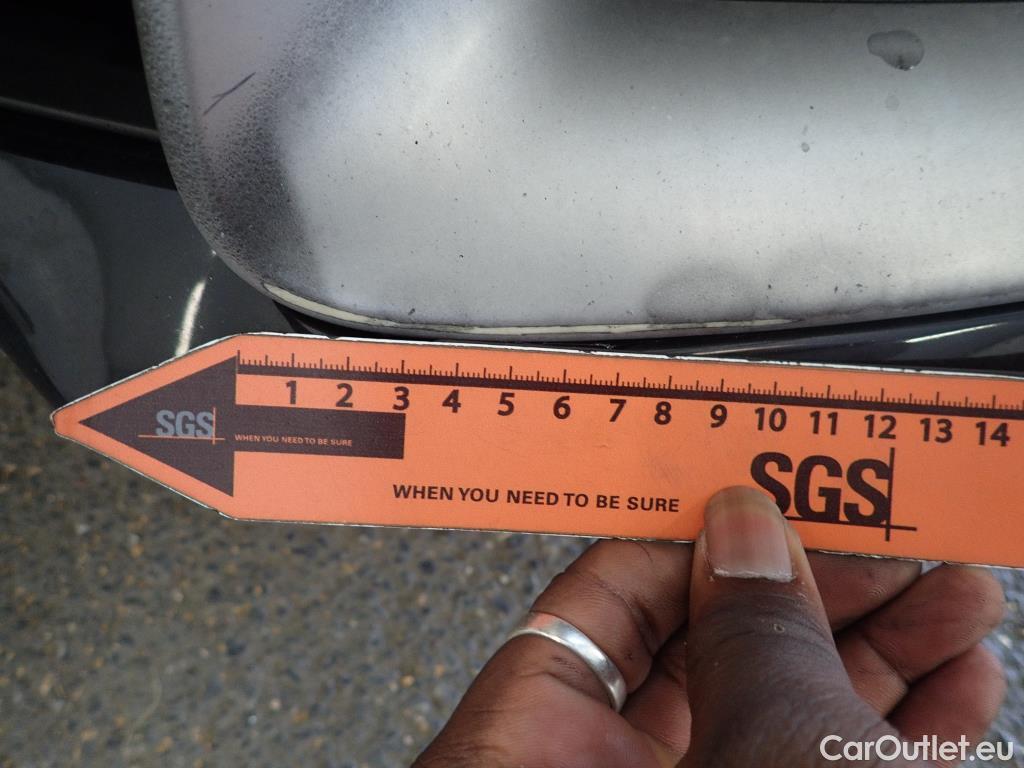 1 2 3 4 5 6 7 8 9 10 11 12 13 14
SGS
WHEN YOU NEED TO BE SURE
WHEN YOU NEED TO BE SURE
SGS
CarOutlet.eu